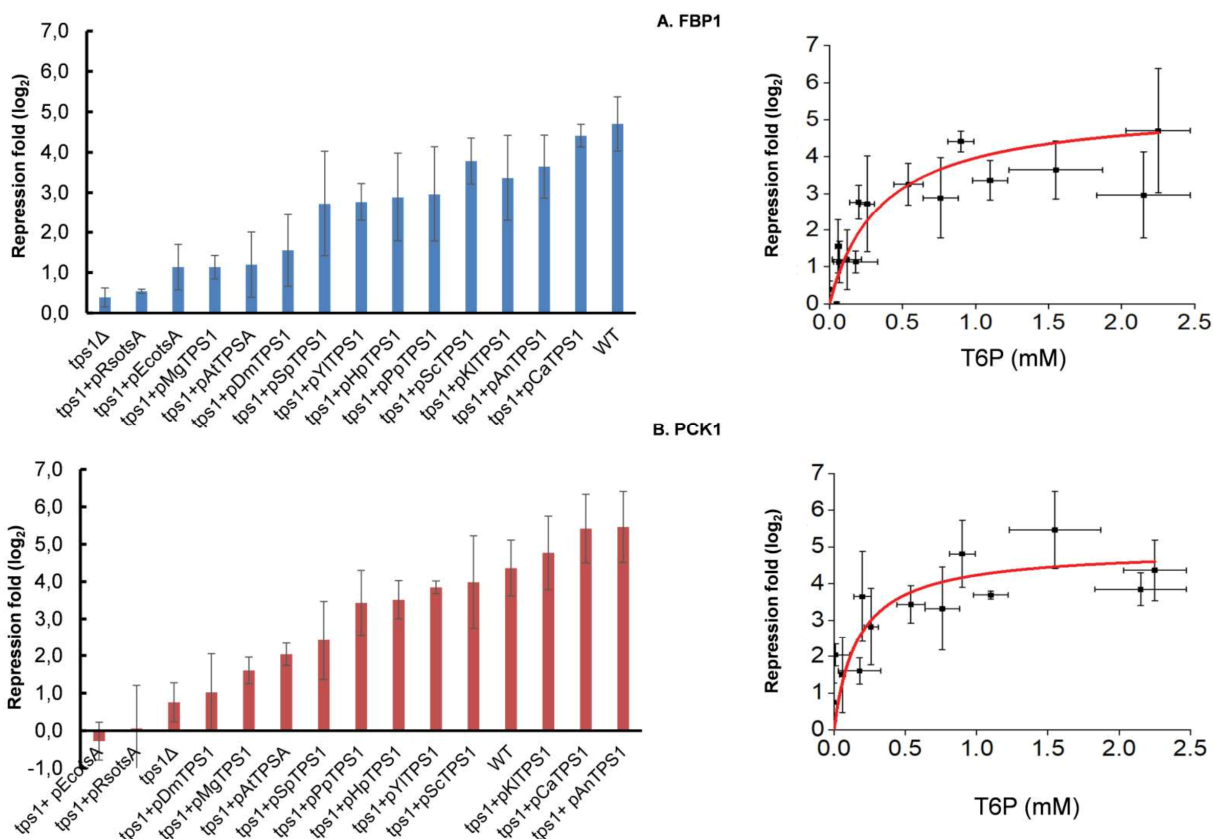 A. FBP1
Repression fold (log2)
7,0
6,0
5,0
4,0
3,0
2,0
1,0
0,0
tps1Δ
tps1+pRsotsA
tps1+pEcotsA
tps1+pMgTPS1
tps1+pAtTPSA
tps1+pDmTPS1
tps1+pSpTPS1
tps1+pYlTPS1
tps1+pHpTPS1
tps1+pPpTPS1
tps1+pScTPS1
tps1+pKlTPS1
tps1+pAnTPS1
tps1+pCaTPS1
WT
Repression fold (log2)
7
6
5
4
3
2
1
0
0.0
0.5
1.0
1.5
2.0
2.5
T6P (mM)
B. PCK1
Repression fold (log2)
7,0
6,0
5,0
4,0
3,0
2,0
1,0
0,0
-1,0
tps1+ pEcotsA
tps1+pRsotsA
tps1Δ
tps1+pDmTPS1
tps1+pMgTPS1
tps1+pAtTPSA
tps1+pSpTPS1
tps1+pPpTPS1
tps1+pHpTPS1
tps1+pYlTPS1
tps1+pScTPS1
WT
tps1+pKlTPS1
tps1+pCaTPS1
tps1+ pAnTPS1
Repression fold (log2)
7
6
5
4
3
2
1
0
0.0
0.5
1.0
1.5
2.0
2.5
T6P (mM)